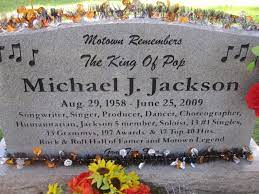 Motown Remembers
The King Of Pop
Michael J. Jackson
Aug. 29, 1958 - June 25, 2009
Songwriter, Singer, Producer, Dancer, Choreographer,
Humanitarian, Jackson 5 member, Soloist, 13 #1 Singles,
13 Grammys, 197 Awards & 37 Top 40 Hits.
Rock & Roll Hall of Famer and Motown Legend